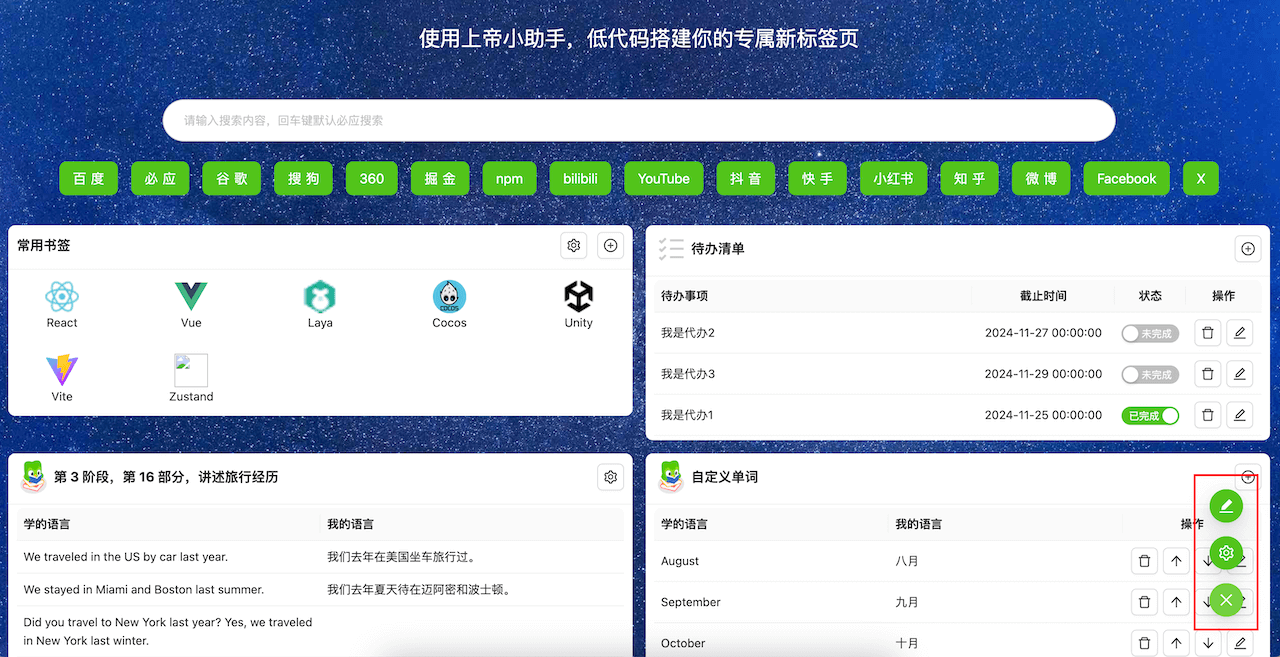 使用上帝小助手，低代码搭建你的专属新标签页
请输入搜索内容，回车键默认必应搜索
百 度 必 应 谷 歌 搜 狗 360 掘 金 npm bilibili YouTube 抖 音 快 手 小红书 知 乎 微 博 Facebook X
常用书签
React Vue Laya Cocos Unity
Vite Zustand
待办清单
待办事项 截止时间 状态 操作
我是代办2 2024-11-27 00:00:00 未完成
我是代办3 2024-11-29 00:00:00 未完成
我是代办1 2024-11-25 00:00:00 已完成
第 3 阶段，第 16 部分，讲述旅行经历
学的语言 我的语言
We traveled in the US by car last year. 我们去年在美国坐车旅行过。
We stayed in Miami and Boston last summer. 我们去年夏天待在迈阿密和波士顿。
Did you travel to New York last year? Yes, we traveled
in New York last winter.
自定义单词
学的语言 我的语言 操作
August 八月
September 九月
October 十月